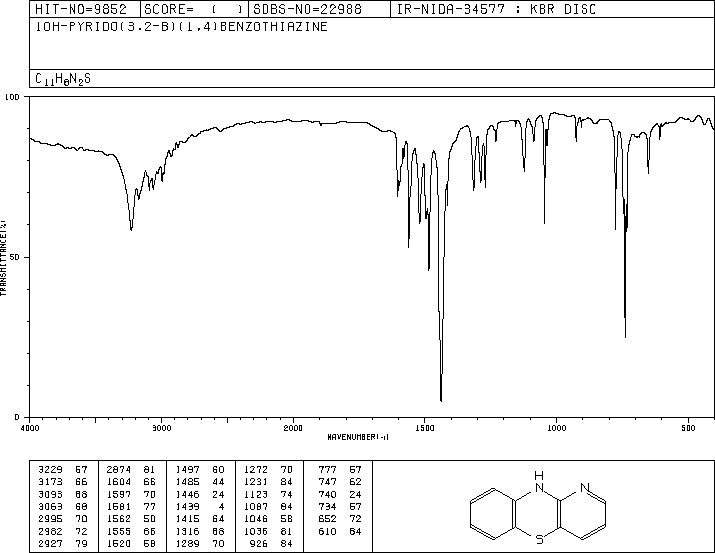 HIT-NO=9852 SCORE= ( ) SDBS-NO=22988 IR-NIDA-34577 : KBR DISC
10H-PYRIDO(3,2-B)(1,4)BENZOTHIAZINE
C11H8N2S
100
50
0
TRANSMITTANCE(%)
4000 3000 2000 1500 1000 500
WAVENUMBER(-1)
3229 57 2874 81 1497 60 1272 70 777 57
3173 66 1604 66 1485 44 1231 84 747 62
3093 68 1597 70 1446 24 1123 74 740 24
3063 68 1581 77 1439 4 1087 84 734 57
2995 70 1562 50 1415 64 1046 58 652 72
2982 72 1555 66 1316 68 1036 81 610 84
2927 79 1520 58 1289 70 926 84
H
N N
S